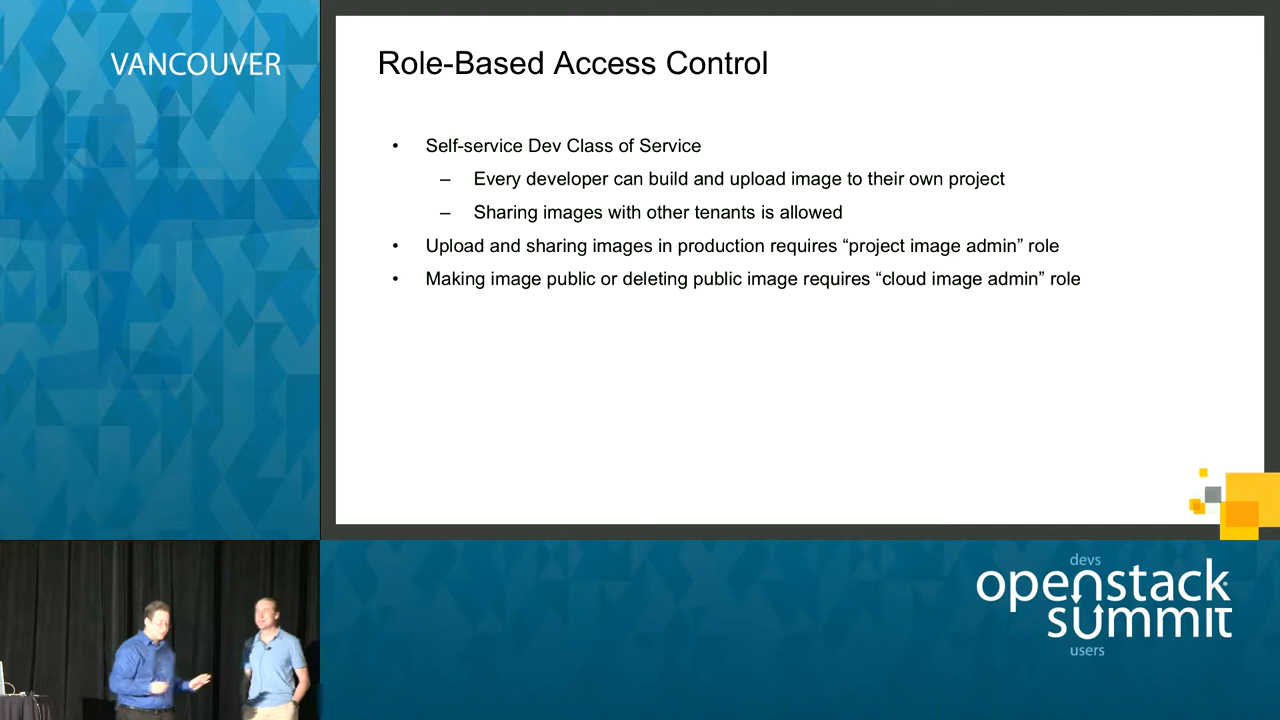 VANCOUVER
Role-Based Access Control
• Self-service Dev Class of Service
– Every developer can build and upload image to their own project
– Sharing images with other tenants is allowed
• Upload and sharing images in production requires “project image admin” role
• Making image public or deleting public image requires “cloud image admin” role
devs
openstack
summit
users